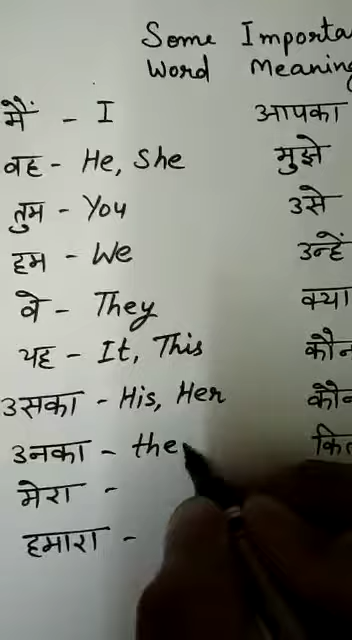 Some
Word Meaning
मैं - I
वह - He, She
तुम - You
हम - We
वे - They
यह - It, This
उसका - His, Her
उनका - the
मेरा -
हमारा -
आपका
मुझे
उसे
उन्हें
क्या